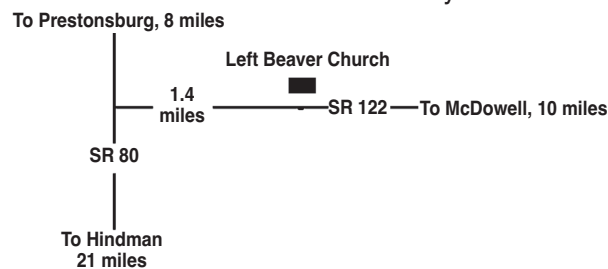 To Prestonsburg, 8 miles
Left Beaver Church
1.4
miles
SR 122
To McDowell, 10 miles
SR 80
To Hindman
21 miles